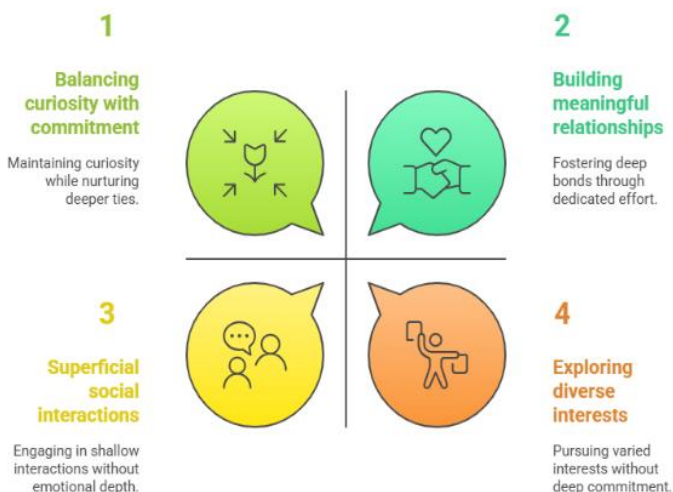 1
Balancing
curiosity with
commitment
Maintaining curiosity
while nurturing
deeper ties.
2
Building
meaningful
relationships
Fostering deep
bonds through
dedicated effort.
3
Superficial
social
interactions
Engaging in shallow
interactions without
emotional depth.
4
Exploring
diverse
interests
Pursuing varied
interests without
deep commitment.